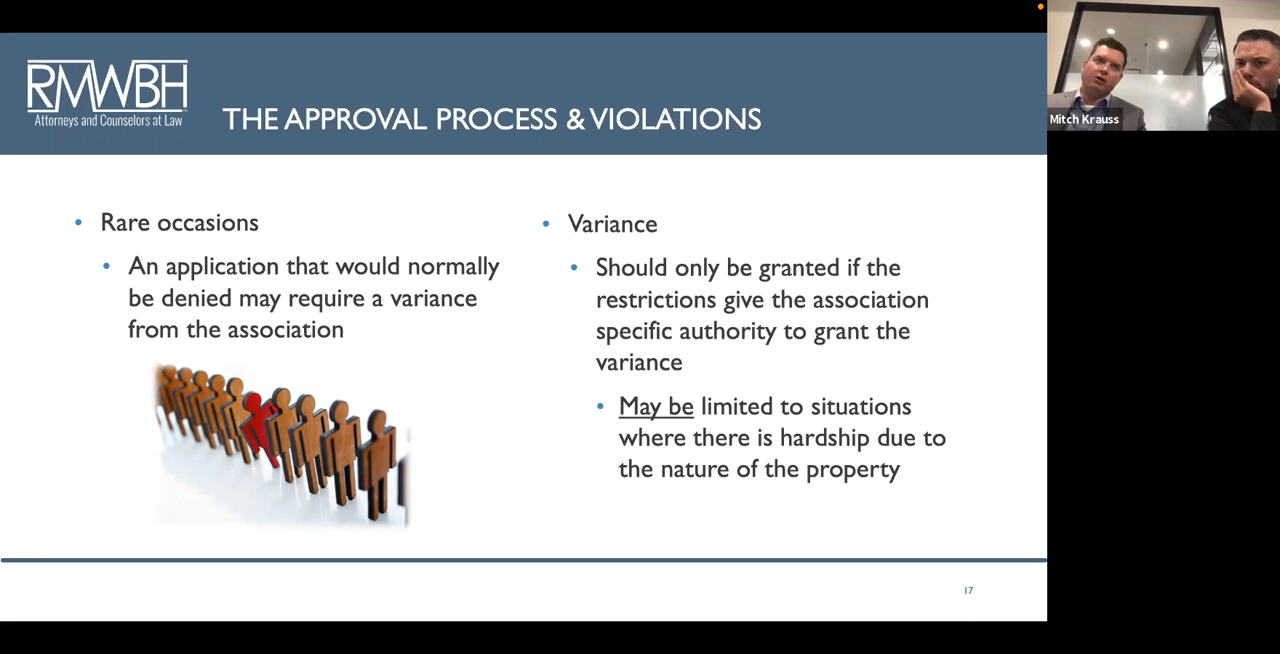 RMWBH
Attorneys and Counselors at Law
THE APPROVAL PROCESS & VIOLATIONS
• Rare occasions
• An application that would normally
be denied may require a variance
from the association
• Variance
• Should only be granted if the
restrictions give the association
specific authority to grant the
variance
• May be limited to situations
where there is hardship due to
the nature of the property
17
Mitch Krauss